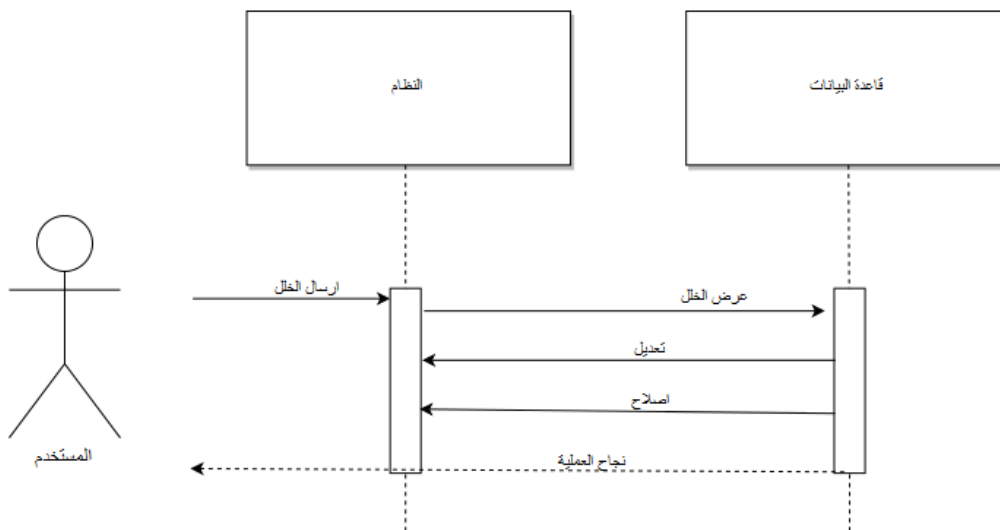 النظام
قاعدة البيانات
ارسال الخلل
عرض الخلل
تعديل
اصلاح
نجاح العملية
المستخدم